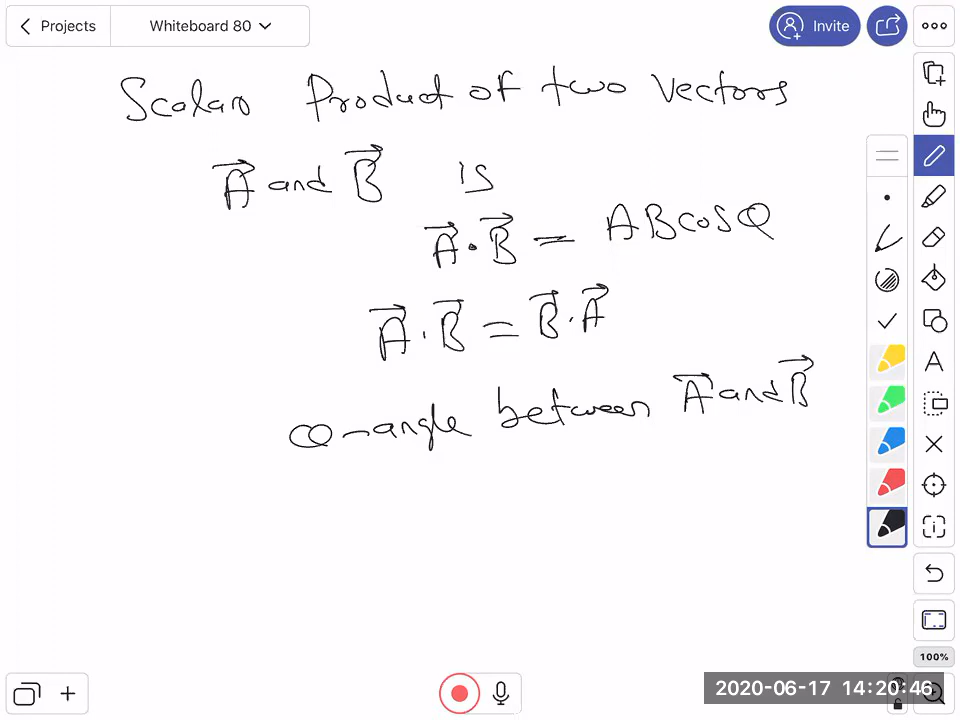 Projects
Whiteboard 80
Invite
Scalar Product of two Vectors
A⃗ and B⃗ is
A⃗ · B⃗ = ABcosθ
A⃗ · B⃗ = B⃗ · A⃗
θ - angle between A⃗ and B⃗
A
100%
2020-06-17 14:20:46